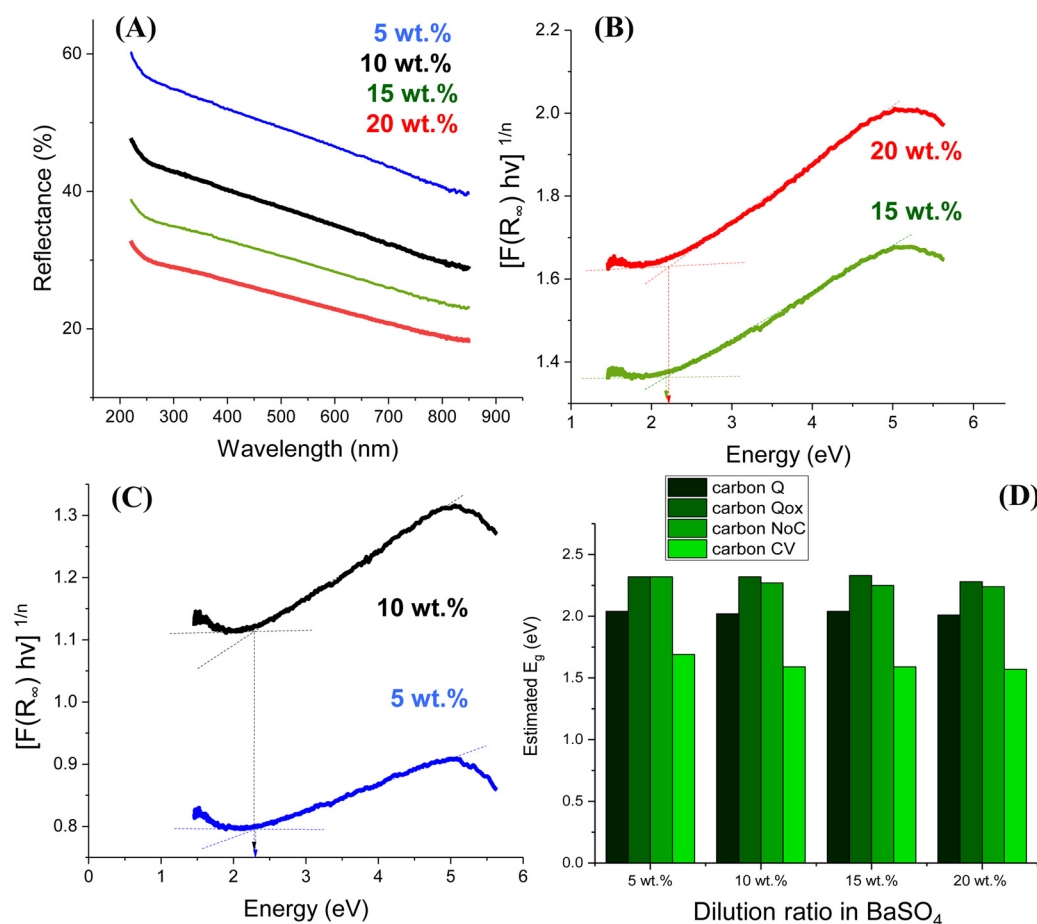 (A)
5 wt.%
10 wt.%
15 wt.%
20 wt.%
60
40
20
Reflectance (%)
200 300 400 500 600 700 800 900
Wavelength (nm)
(B)
2.2
2.0
1.8
1.6
1.4
[F(R∞) hv] 1/n
20 wt.%
15 wt.%
1 2 3 4 5 6
Energy (eV)
(C)
1.3
1.2
1.1
1.0
0.9
0.8
[F(R∞) hv] 1/n
10 wt.%
5 wt.%
0 1 2 3 4 5 6
Energy (eV)
(D)
carbon Q
carbon Qox
carbon NoC
carbon CV
2.5
2.0
1.5
1.0
0.5
0.0
Estimated Eg (eV)
5 wt.% 10 wt.% 15 wt.% 20 wt.%
Dilution ratio in BaSO4